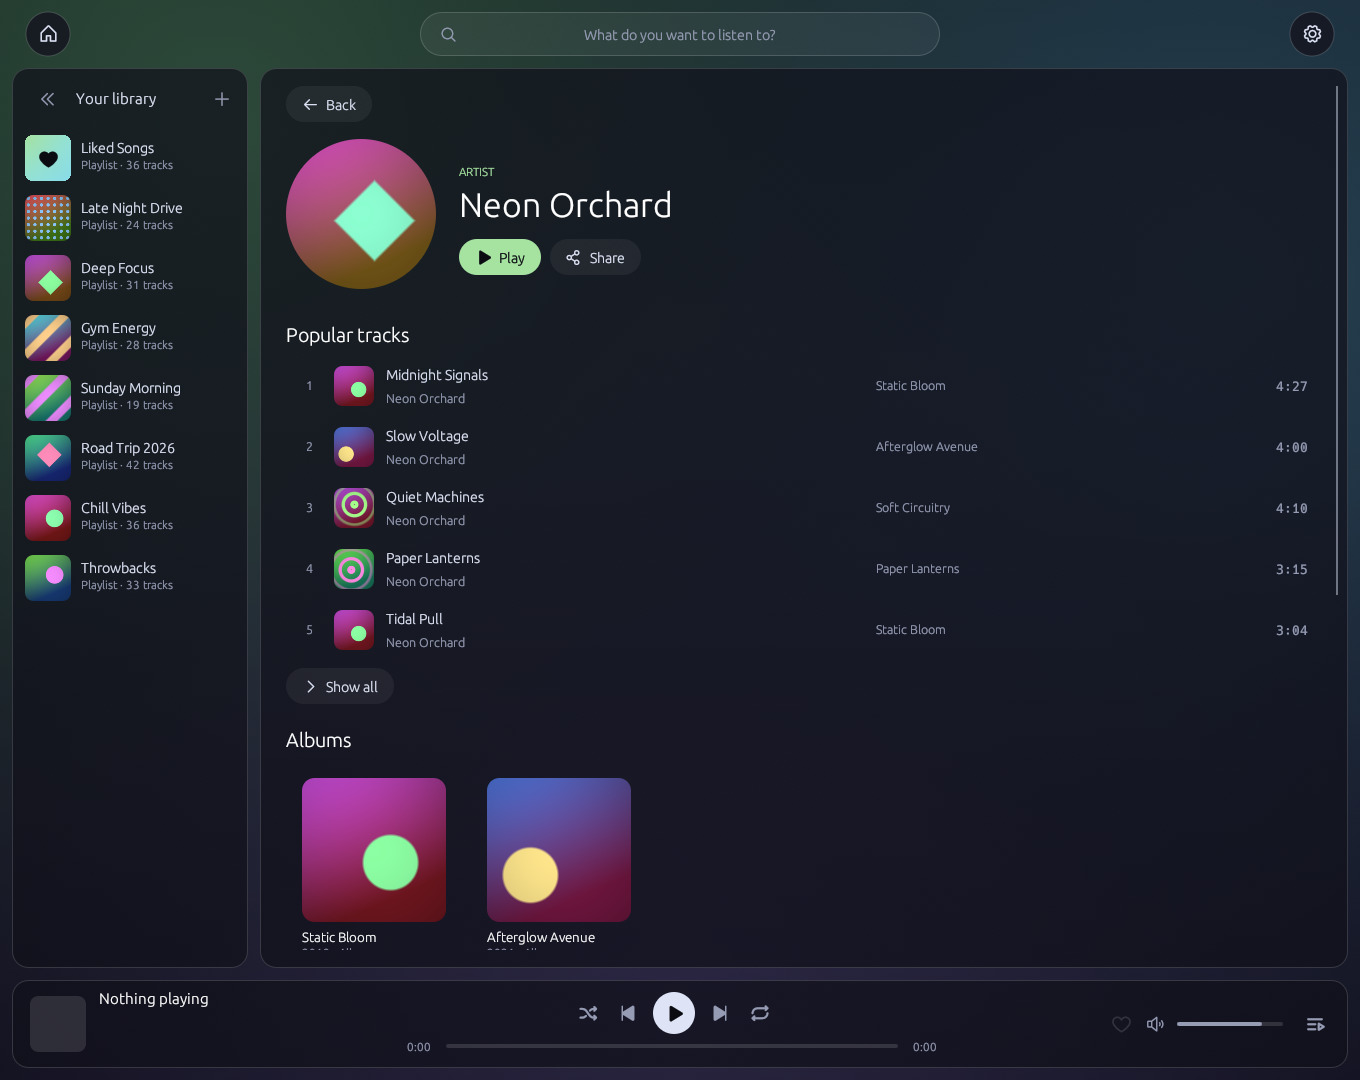 What do you want to listen to?
Your library
Liked Songs
Playlist · 36 tracks
Late Night Drive
Playlist · 24 tracks
Deep Focus
Playlist · 31 tracks
Gym Energy
Playlist · 28 tracks
Sunday Morning
Playlist · 19 tracks
Road Trip 2026
Playlist · 42 tracks
Chill Vibes
Playlist · 36 tracks
Throwbacks
Playlist · 33 tracks
Back
ARTIST
Neon Orchard
Play Share
Popular tracks
1 Midnight Signals Static Bloom 4:27
Neon Orchard
2 Slow Voltage Afterglow Avenue 4:00
Neon Orchard
3 Quiet Machines Soft Circuitry 4:10
Neon Orchard
4 Paper Lanterns Paper Lanterns 3:15
Neon Orchard
5 Tidal Pull Static Bloom 3:04
Neon Orchard
Show all
Albums
Static Bloom Afterglow Avenue
Nothing playing
0:00 0:00